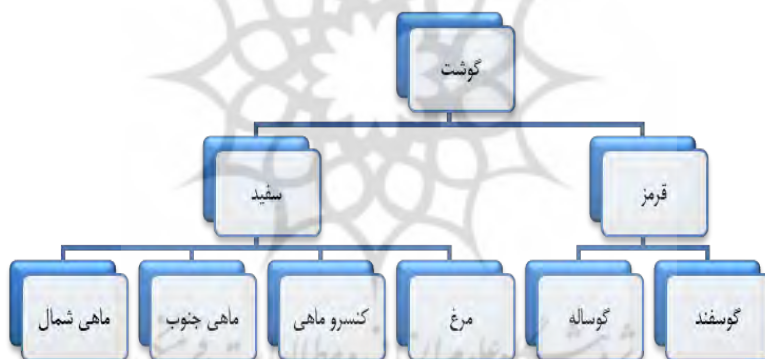 گوشت
قرمز
سفید
گوسفند
گوساله
مرغ
کنسرو ماهی
ماهی جنوب
ماهی شمال